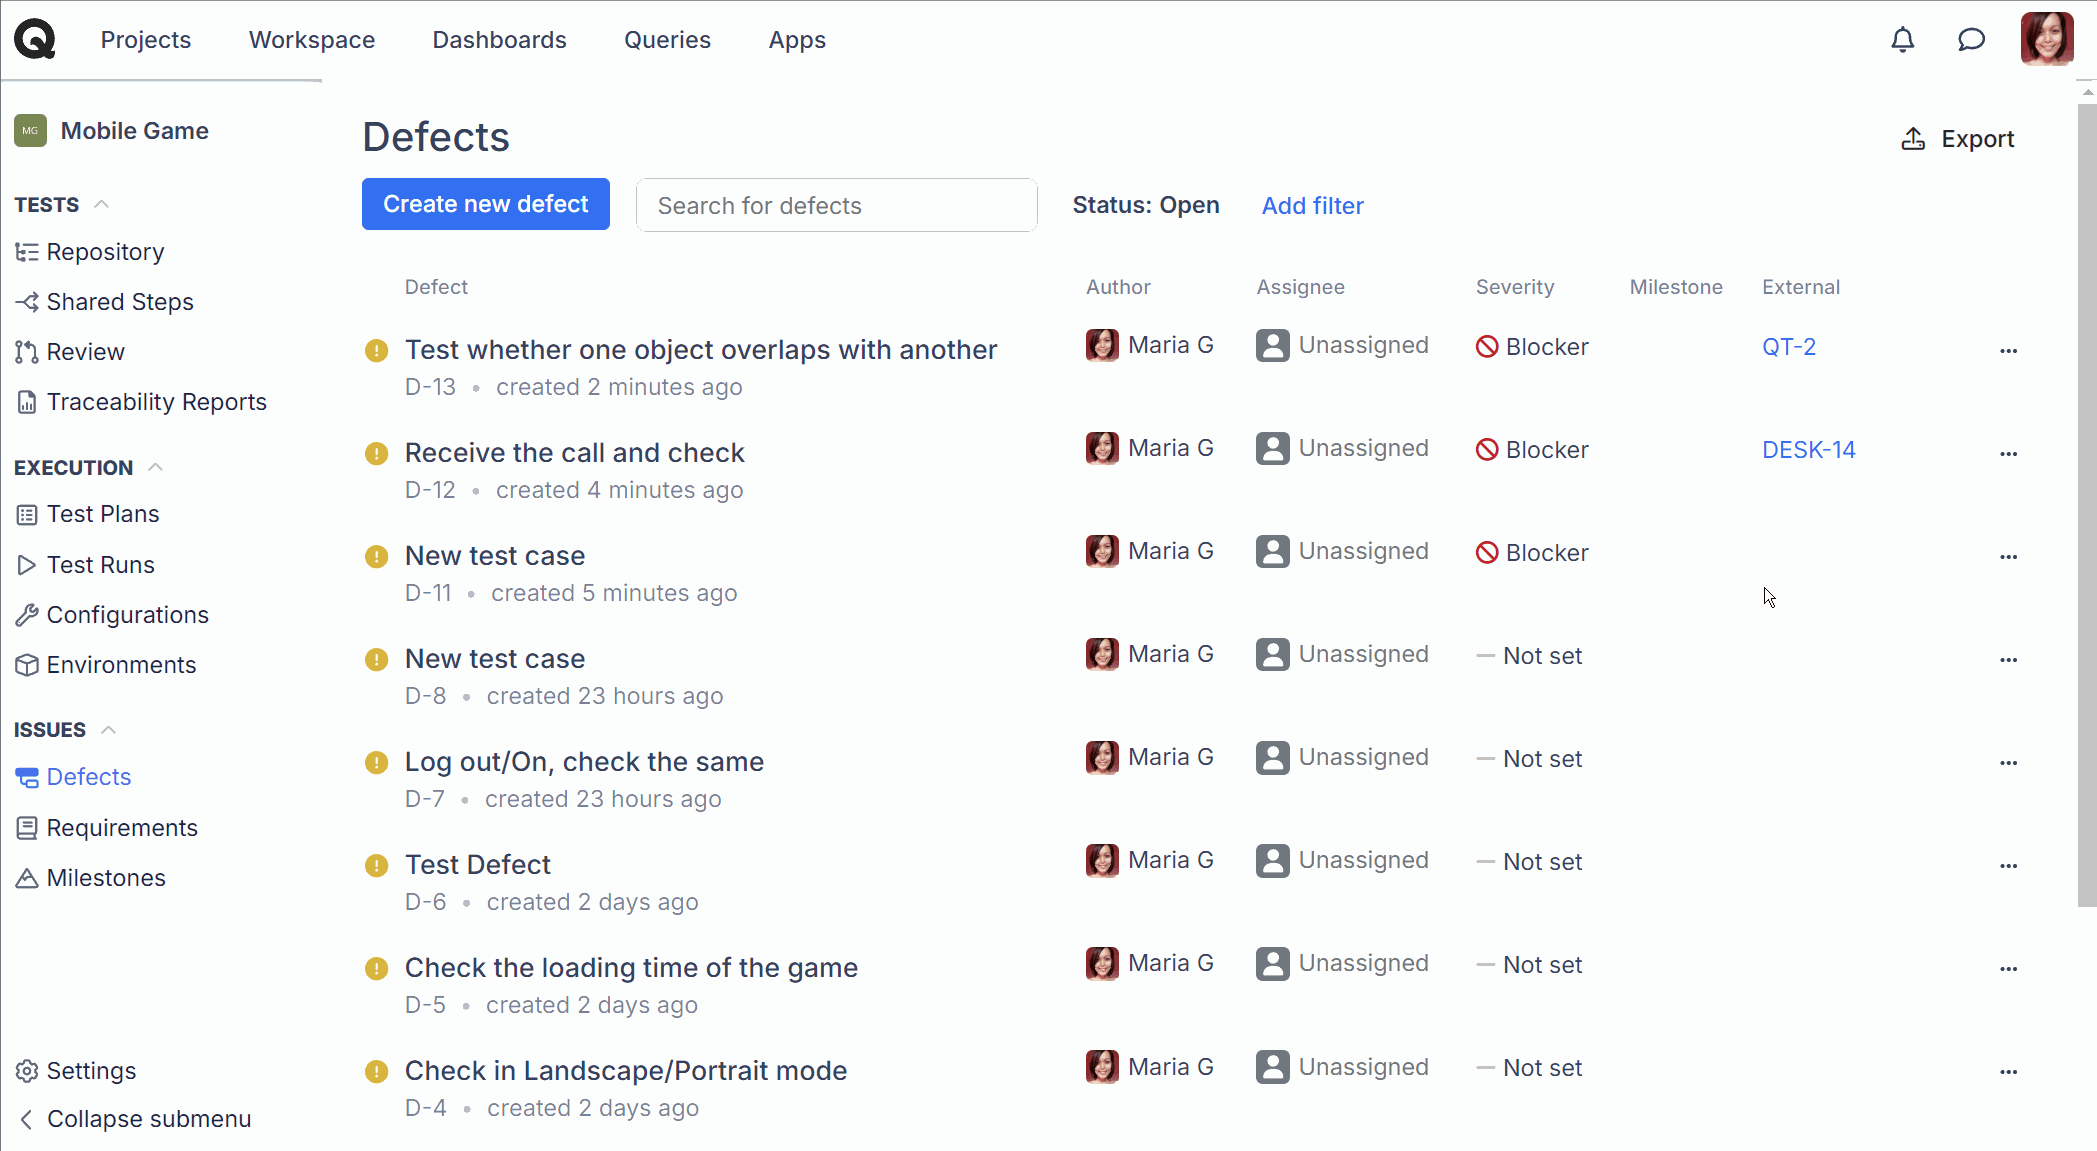 Projects Workspace Dashboards Queries Apps
MG Mobile Game
TESTS
Repository
Shared Steps
Review
Traceability Reports
EXECUTION
Test Plans
Test Runs
Configurations
Environments
ISSUES
Defects
Requirements
Milestones
Settings
Collapse submenu
Defects
Export
Create new defect Search for defects Status: Open Add filter
Defect Author Assignee Severity Milestone External
Test whether one object overlaps with another Maria G Unassigned Blocker QT-2 ...
D-13 • created 2 minutes ago
Receive the call and check Maria G Unassigned Blocker DESK-14 ...
D-12 • created 4 minutes ago
New test case Maria G Unassigned Blocker ...
D-11 • created 5 minutes ago
New test case Maria G Unassigned — Not set ...
D-8 • created 23 hours ago
Log out/On, check the same Maria G Unassigned — Not set ...
D-7 • created 23 hours ago
Test Defect Maria G Unassigned — Not set ...
D-6 • created 2 days ago
Check the loading time of the game Maria G Unassigned — Not set ...
D-5 • created 2 days ago
Check in Landscape/Portrait mode Maria G Unassigned — Not set ...
D-4 • created 2 days ago